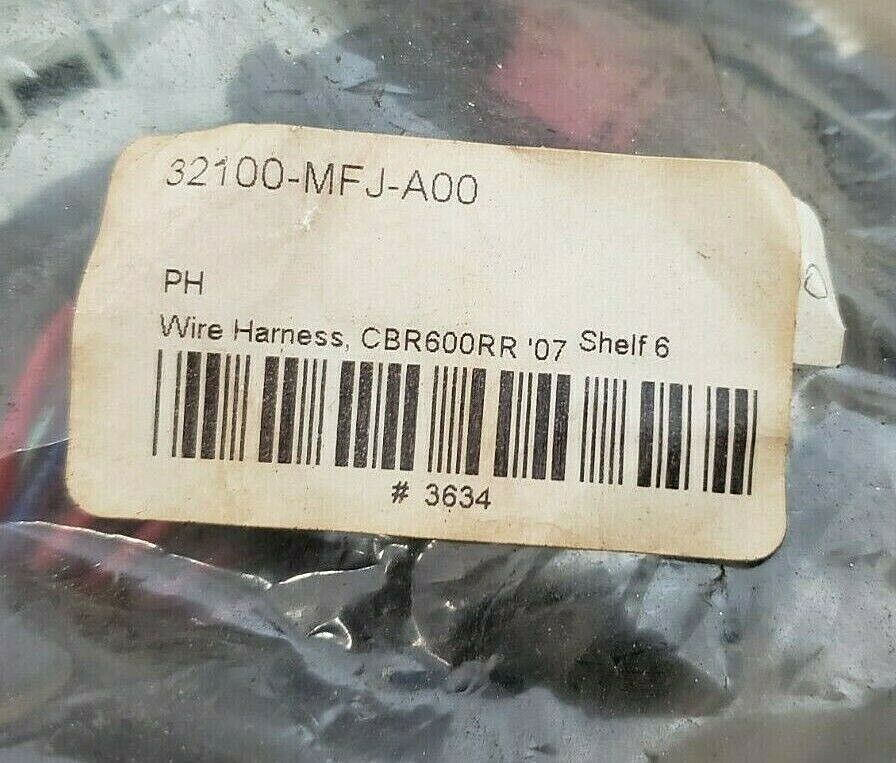 32100-MFJ-A00
PH
Wire Harness, CBR600RR '07 Shelf 6
# 3634